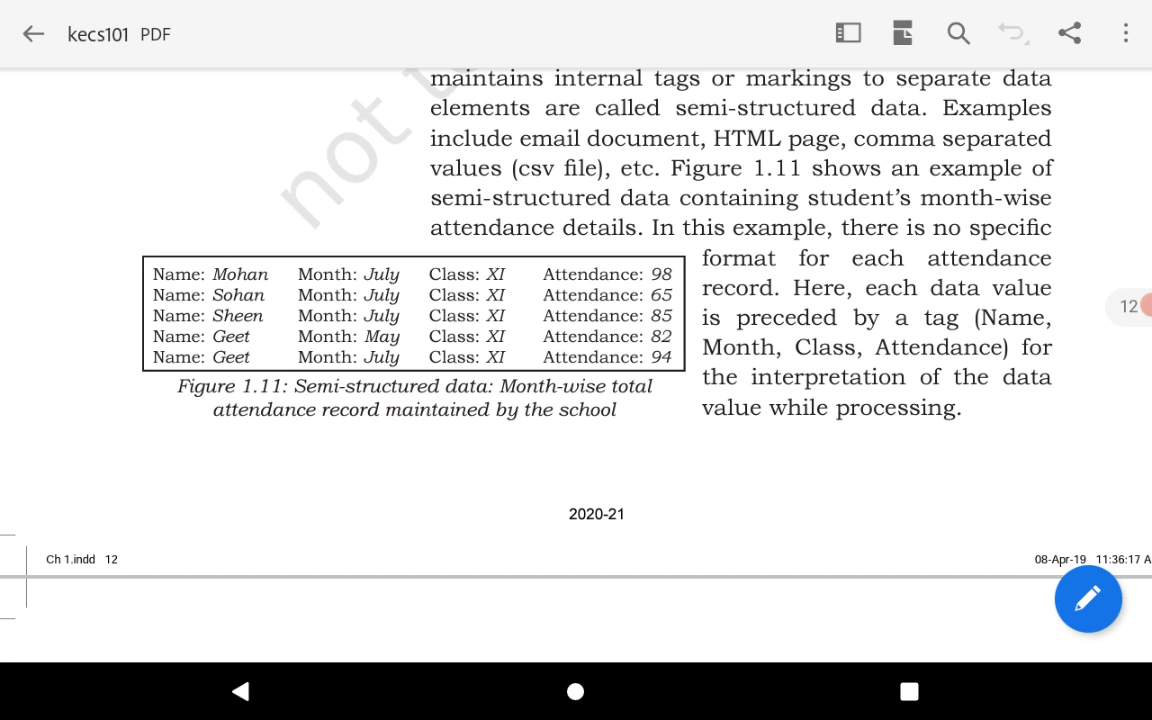 kecs101 PDF
maintains internal tags or markings to separate data
elements are called semi-structured data. Examples
include email document, HTML page, comma separated
values (csv file), etc. Figure 1.11 shows an example of
semi-structured data containing student's month-wise
attendance details. In this example, there is no specific
format for each attendance
record. Here, each data value
is preceded by a tag (Name,
Month, Class, Attendance) for
the interpretation of the data
value while processing.
Name: Mohan Month: July Class: XI Attendance: 98
Name: Sohan Month: July Class: XI Attendance: 65
Name: Sheen Month: July Class: XI Attendance: 85
Name: Geet Month: May Class: XI Attendance: 82
Name: Geet Month: July Class: XI Attendance: 94
Figure 1.11: Semi-structured data: Month-wise total
attendance record maintained by the school
not
12
2020-21
Ch 1.indd 12
08-Apr-19 11:36:17 A